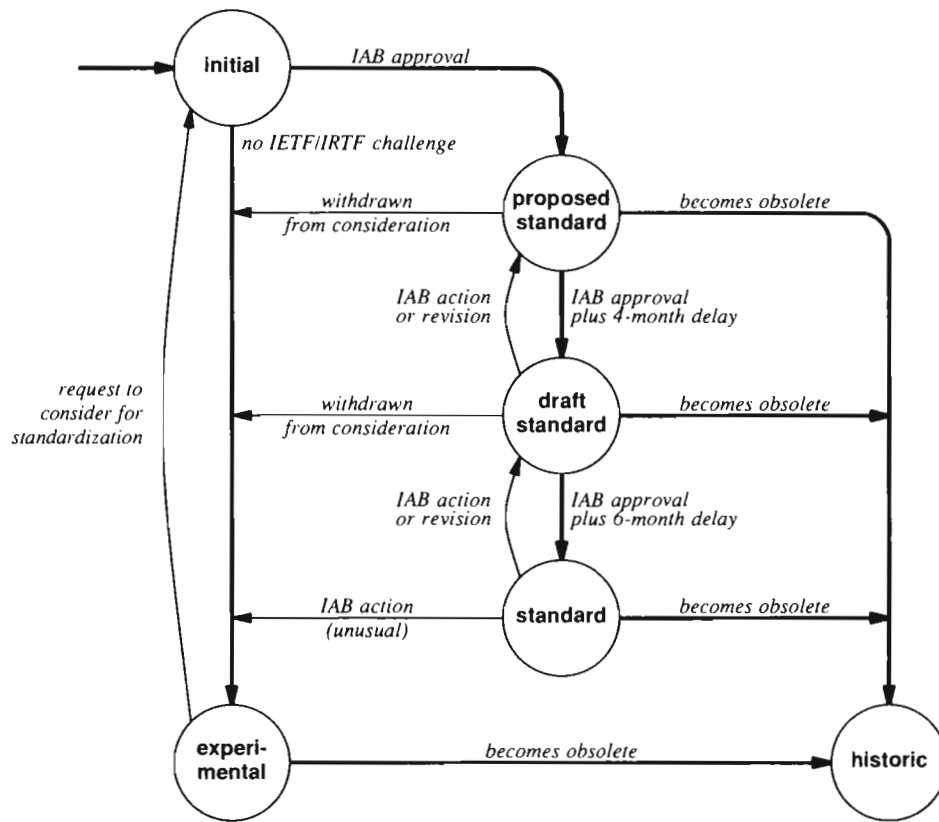 initial
IAB approval
no IETF/IRTF challenge
withdrawn
from consideration
proposed
standard
becomes obsolete
IAB action
or revision
IAB approval
plus 4-month delay
request to
consider for
standardization
withdrawn
from consideration
draft
standard
becomes obsolete
IAB action
or revision
IAB approval
plus 6-month delay
IAB action
(unusual)
standard
becomes obsolete
experi-
mental
becomes obsolete
historic